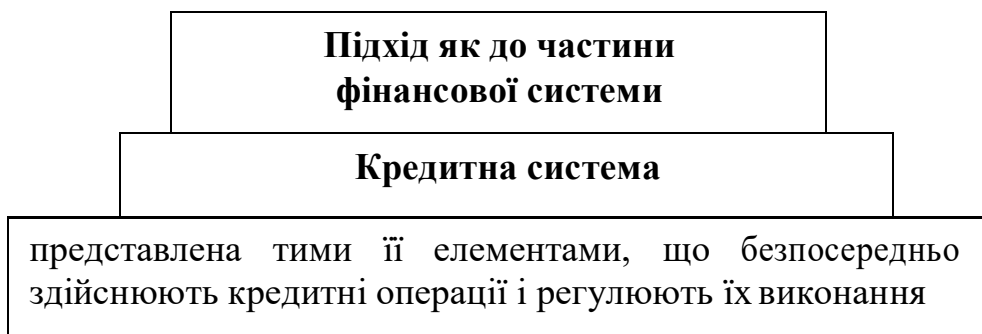 Підхід як до частини
фінансової системи
Кредитна система
представлена тими її елементами, що безпосередньо
здійснюють кредитні операції і регулюють їх виконання